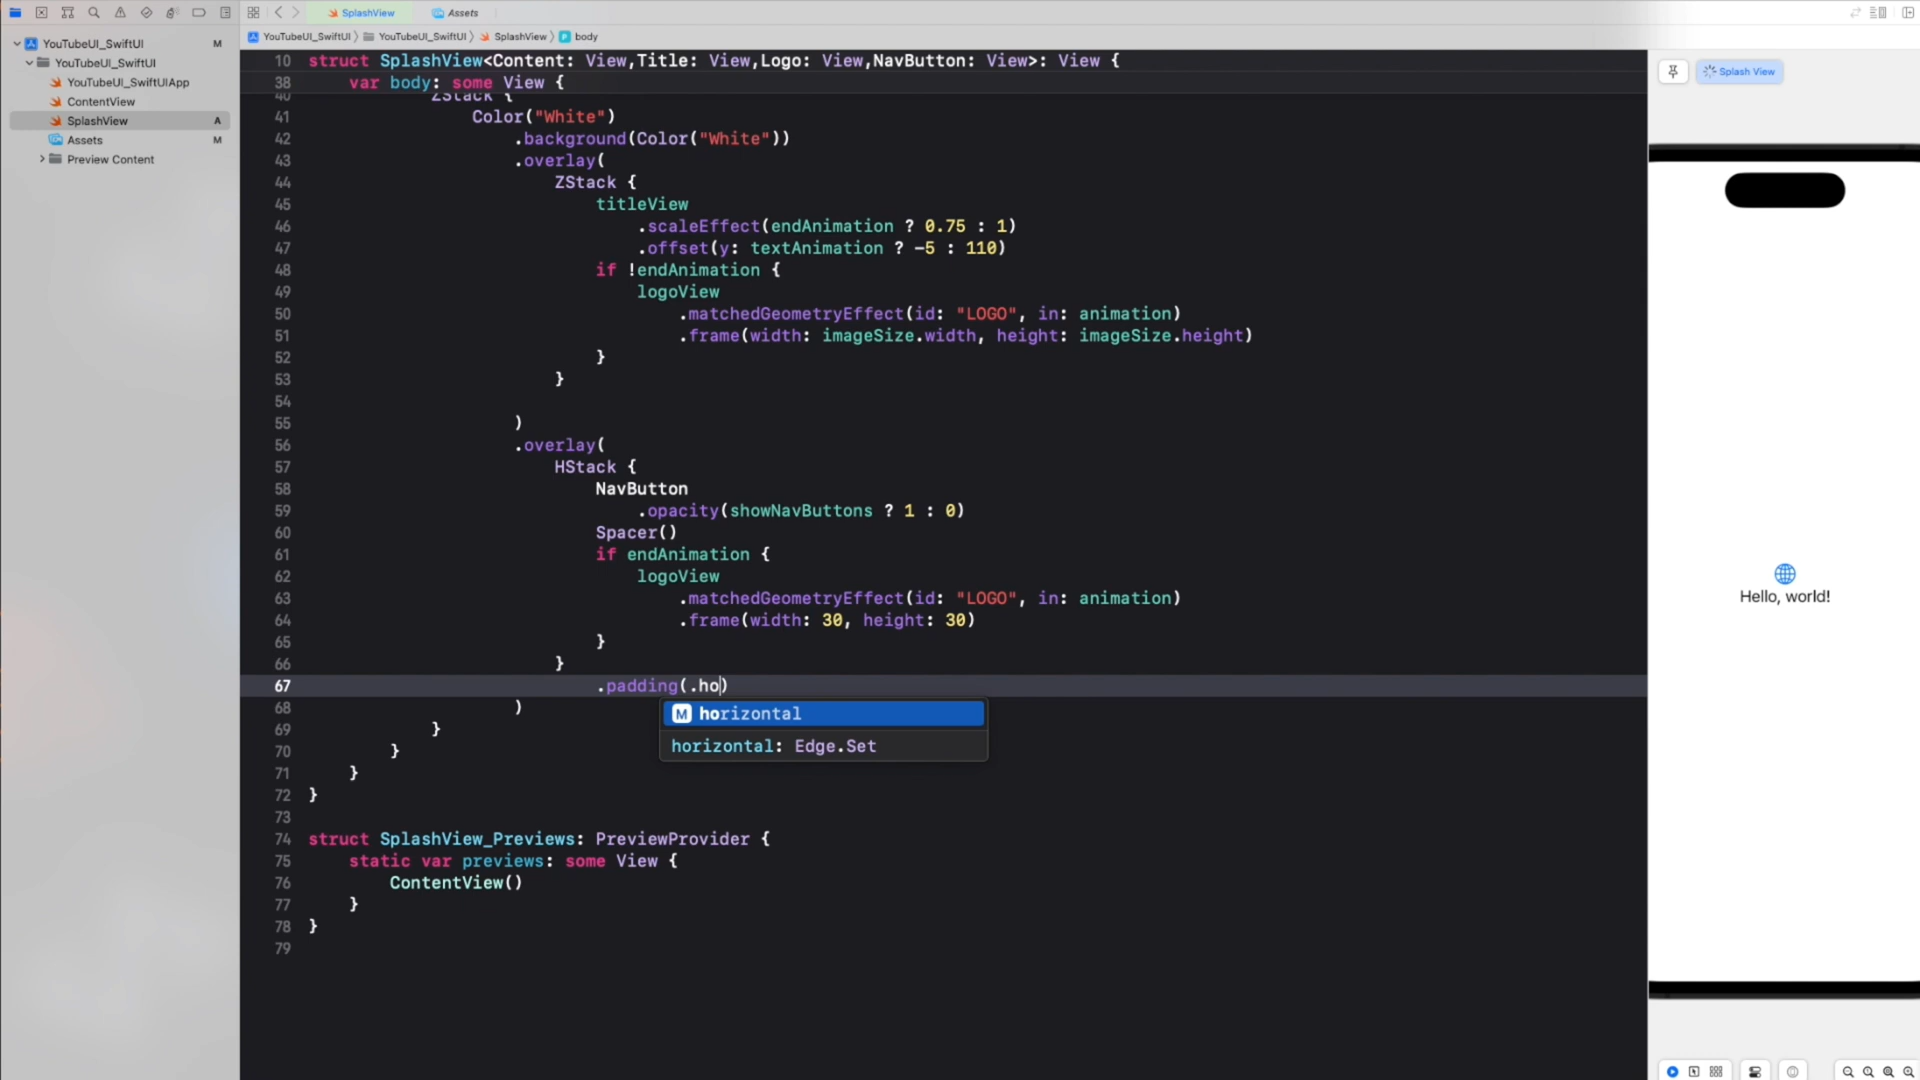 SplashView
Assets
YouTubeUI_SwiftUI M
YouTubeUI_SwiftUI
YouTubeUI_SwiftUIApp
ContentView
SplashView A
Assets M
Preview Content
YouTubeUI_SwiftUI YouTubeUI_SwiftUI SplashView body
10 struct SplashView<Content: View,Title: View,Logo: View,NavButton: View>: View {
38 var body: some View {
40 ZStack {
41 Color("White")
42 .background(Color("White"))
43 .overlay(
44 ZStack {
45 titleView
46 .scaleEffect(endAnimation ? 0.75 : 1)
47 .offset(y: textAnimation ? -5 : 110)
48 if !endAnimation {
49 logoView
50 .matchedGeometryEffect(id: "LOGO", in: animation)
51 .frame(width: imageSize.width, height: imageSize.height)
52 }
53 }
54
55 )
56 .overlay(
57 HStack {
58 NavButton
59 .opacity(showNavButtons ? 1 : 0)
60 Spacer()
61 if endAnimation {
62 logoView
63 .matchedGeometryEffect(id: "LOGO", in: animation)
64 .frame(width: 30, height: 30)
65 }
66 }
67 .padding(.ho)
M horizontal
horizontal: Edge.Set
68 )
69 }
70 }
71 }
72 }
73
74 struct SplashView_Previews: PreviewProvider {
75 static var previews: some View {
76 ContentView()
77 }
78 }
79
Splash View
Hello, world!